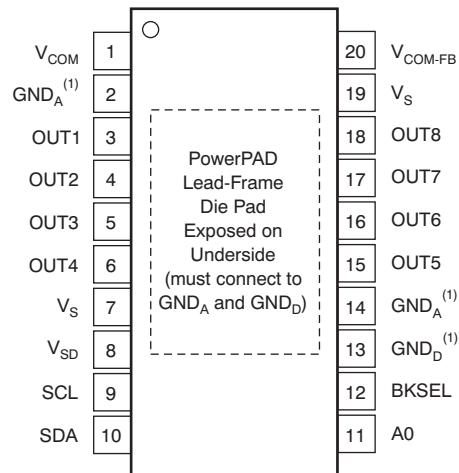 V_COM 1
GND_A^(1) 2
OUT1 3
OUT2 4
OUT3 5
OUT4 6
V_S 7
V_SD 8
SCL 9
SDA 10
PowerPAD
Lead-Frame
Die Pad
Exposed on
Underside
(must connect to
GND_A and GND_D)
20 V_COM-FB
19 V_S
18 OUT8
17 OUT7
16 OUT6
15 OUT5
14 GND_A^(1)
13 GND_D^(1)
12 BKSEL
11 A0